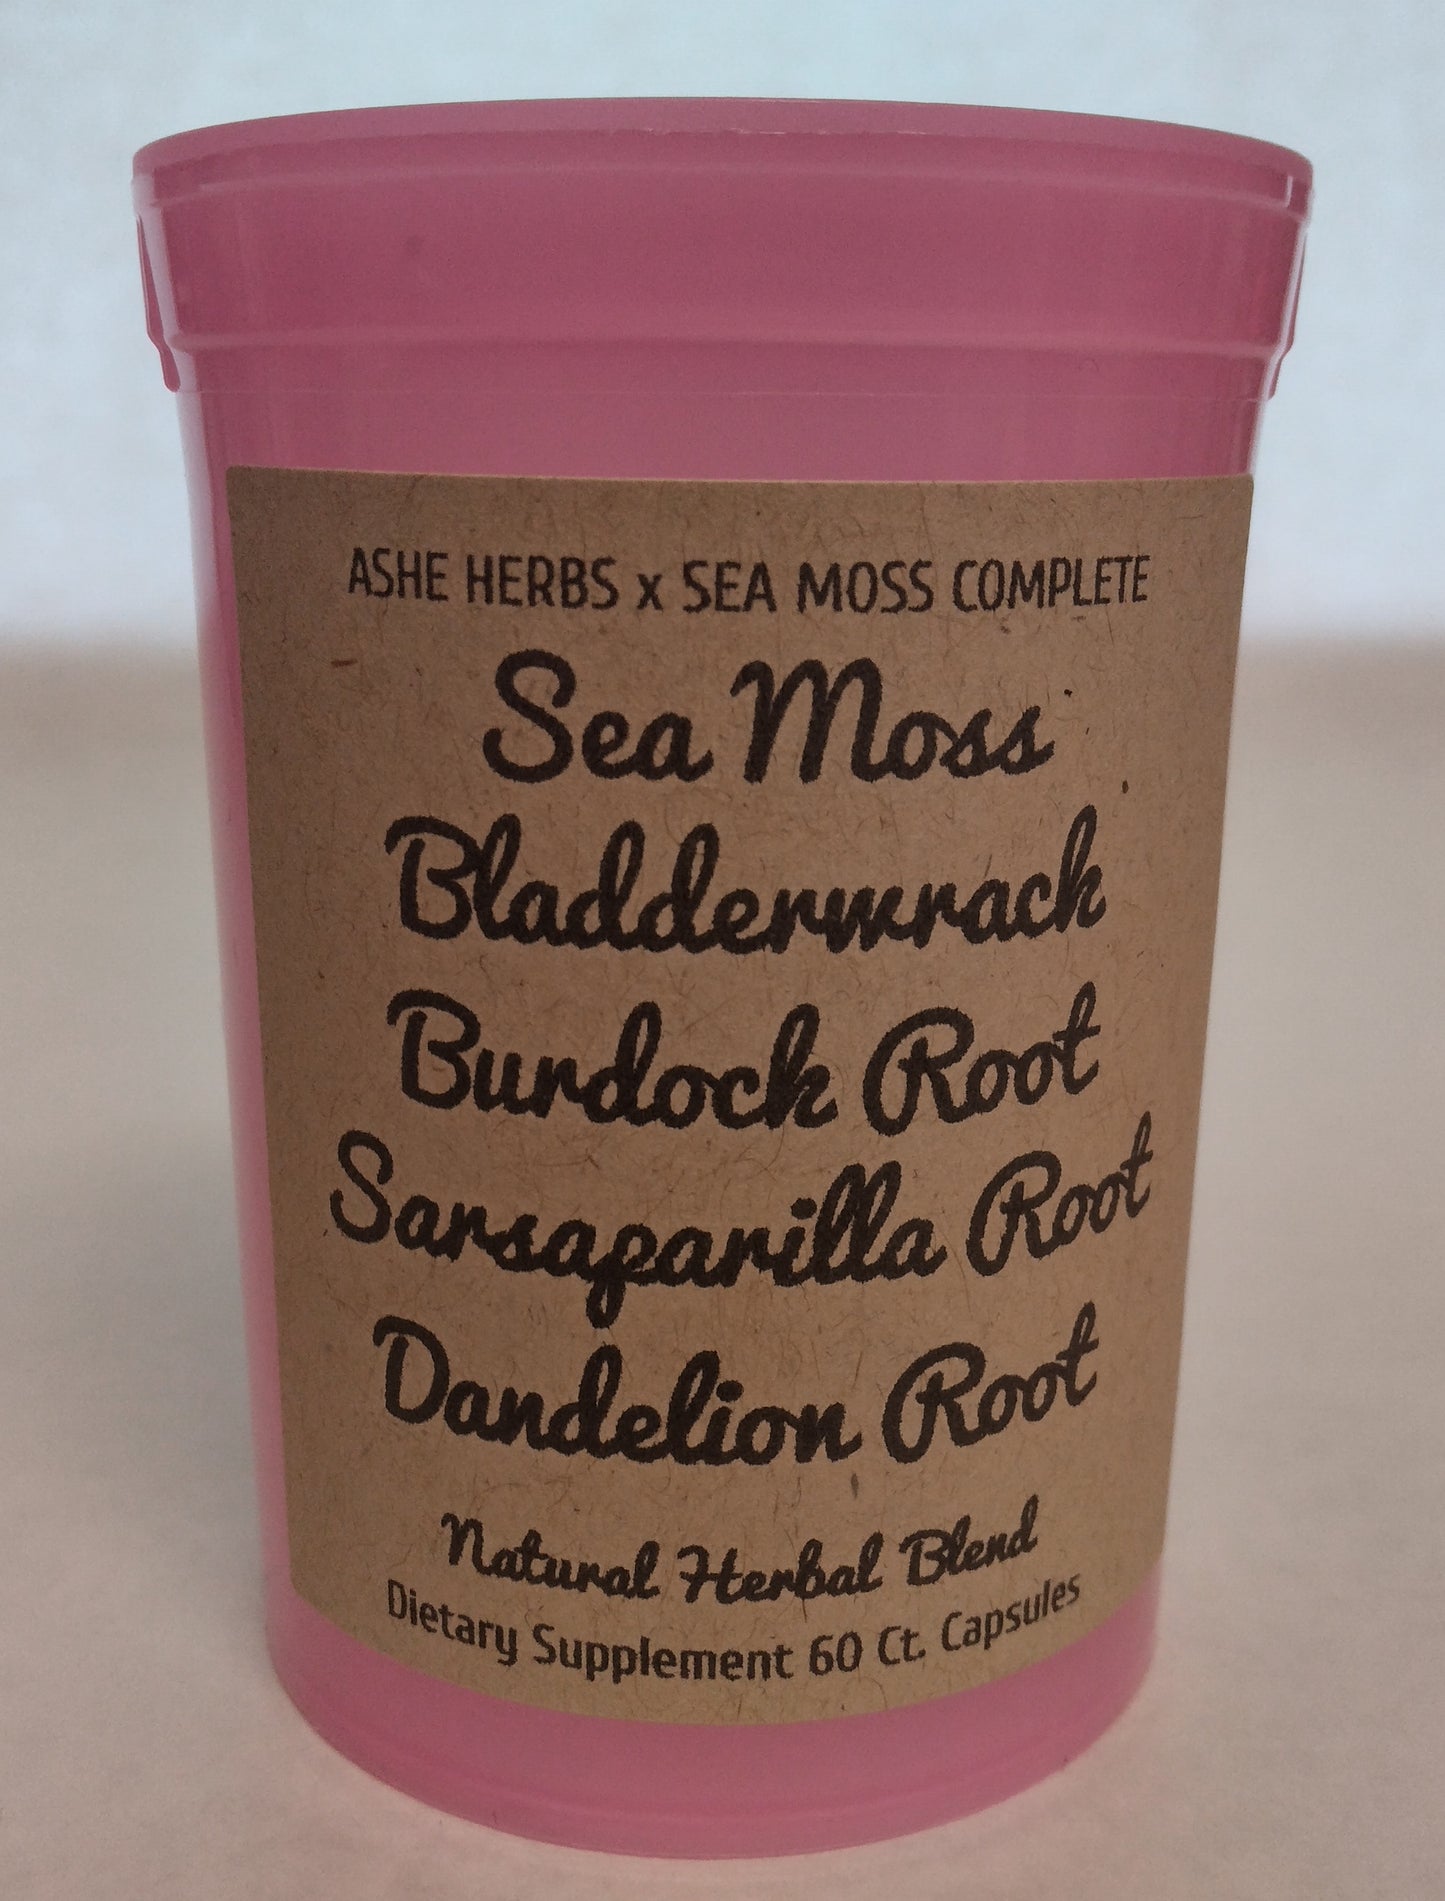 ASHE HERBS x SEA MOSS COMPLETE
Sea Moss
Bladderwrack
Burdock Root
Sarsaparilla Root
Dandelion Root
Natural Herbal Blend
Dietary Supplement 60 Ct. Capsules